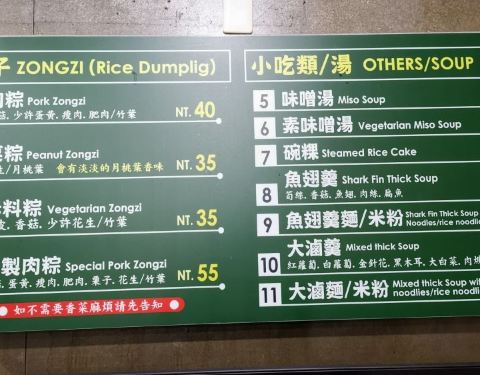 子 ZONGZI (Rice Dumplig)
肉粽 Pork Zongzi
菇. 少許蛋黃. 瘦肉. 肥肉/竹葉
NT. 40
粽 Peanut Zongzi
生/月桃葉 會有淡淡的月桃葉香味
NT. 35
料粽 Vegetarian Zongzi
香菇. 少許花生/竹葉
NT. 35
製肉粽 Special Pork Zongzi
蛋黃. 瘦肉. 肥肉. 栗子. 花生/竹葉
NT. 55
如不需要香菜麻煩請先告知
小吃類/湯 OTHERS/SOUP
5 味噌湯 Miso Soup
6 素味噌湯 Vegetarian Miso Soup
7 碗粿 Steamed Rice Cake
8 魚翅羹 Shark Fin Thick Soup
筍絲. 香菇. 魚翅. 肉絲. 扁魚
9 魚翅羹麵/米粉 Shark Fin Thick Soup
Noodles/rice noodle
10 大滷羹 Mixed thick Soup
紅蘿蔔. 白蘿蔔. 金針花. 黑木耳. 大白菜. 肉
11 大滷麵/米粉 Mixed thick Soup wi
noodlies/rice noodle